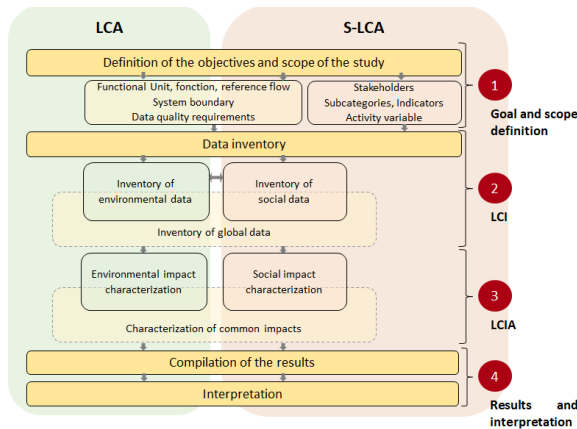 LCA
S-LCA
Definition of the objectives and scope of the study
Functional Unit, fonction, reference flow
System boundary
Data quality requirements
Stakeholders
Subcategories, Indicators
Activity variable
1
Goal and scope
definition
Data inventory
Inventory of
environmental data
Inventory of
social data
Inventory of global data
2
LCI
Environmental impact
characterization
Social impact
characterization
Characterization of common impacts
3
LCIA
Compilation of the results
Interpretation
4
Results and
interpretation